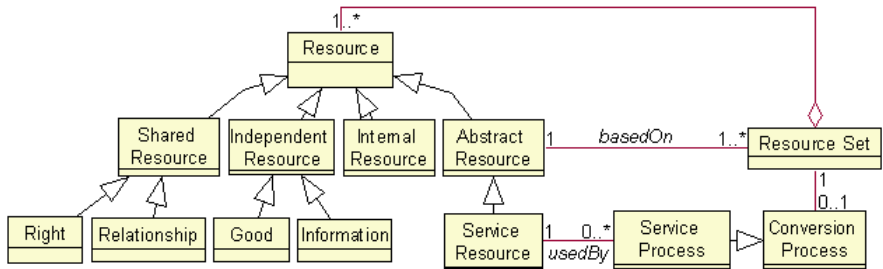 1..*
Resource
Shared
Resource
Independent
Resource
Internal
Resource
Abstract
Resource
1
basedOn
1..*
Resource Set
1
0..1
Right
Relationship
Good
Information
Service
Resource
1
0..*
usedBy
Service
Process
Conversion
Process